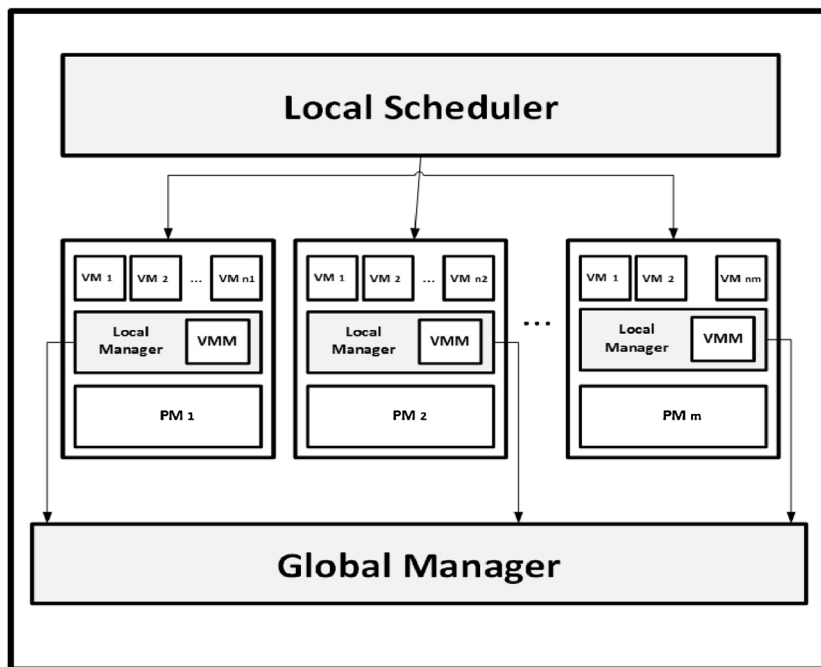 Local Scheduler
VM 1 VM 2 ... VM n1
VM 1 VM 2 ... VM n2
VM 1 VM 2 VM nm
Local
Manager
VMM
Local
Manager
VMM
...
Local
Manager
VMM
PM 1
PM 2
PM m
Global Manager